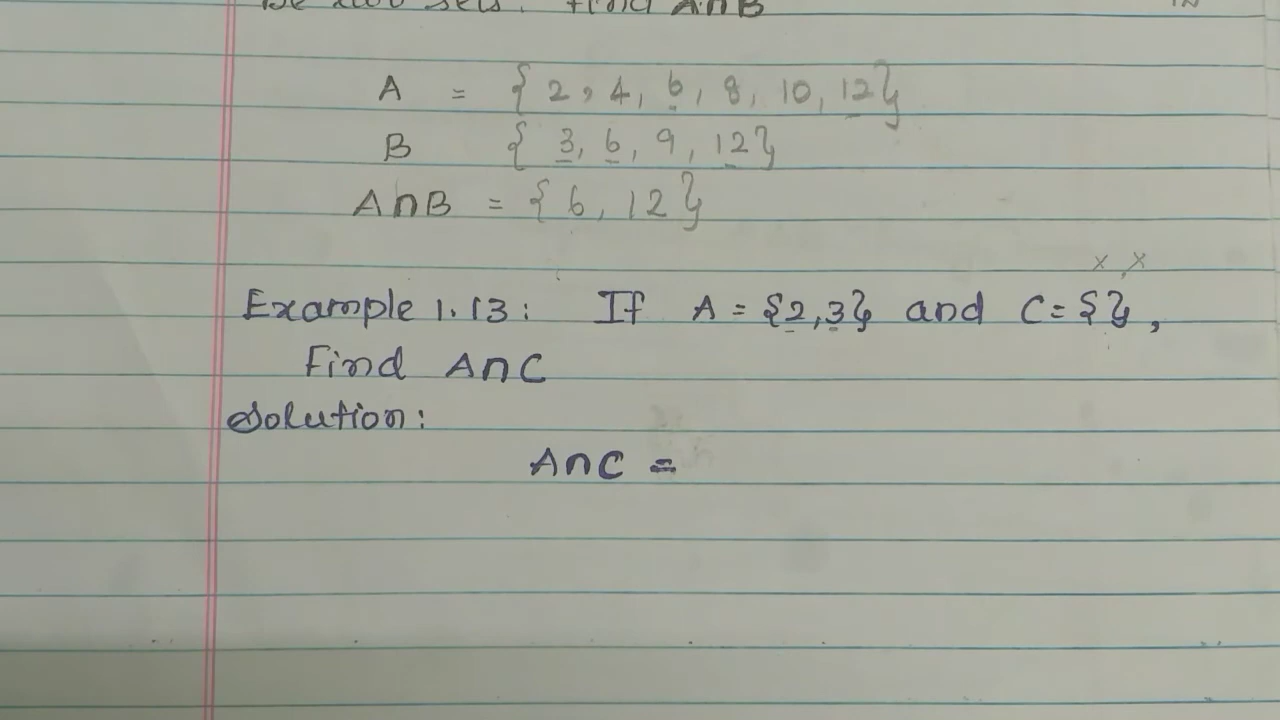 Find A∩B
A = { 2, 4, 6, 8, 10, 12}
B { 3, 6, 9, 12}
A∩B = { 6, 12 }
x x
Example 1.13: If A = {2,3} and C = { },
Find A∩C
Solution:
A∩C =